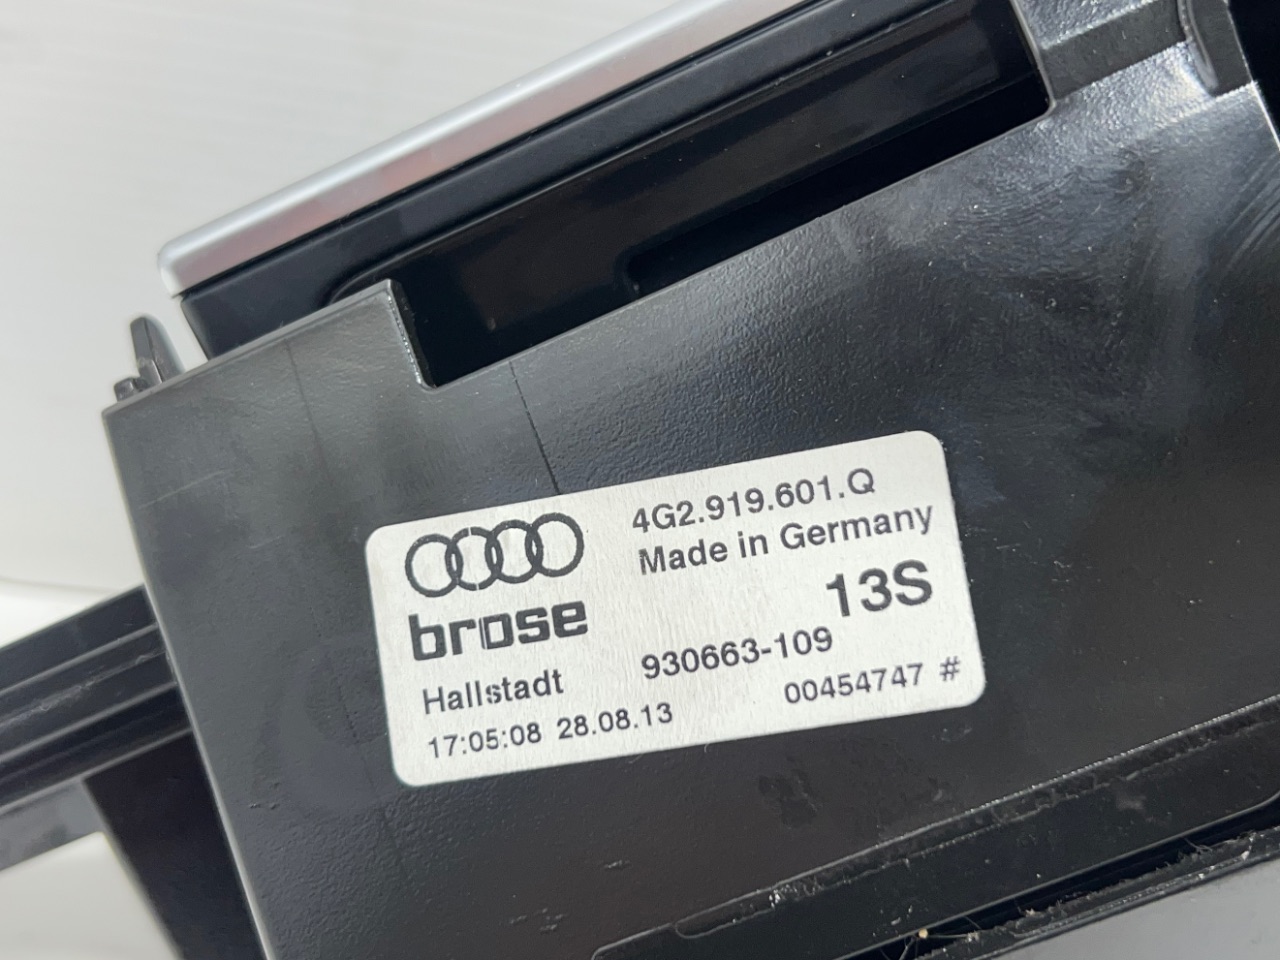 4G2.919.601.Q
Made in Germany
13S
brose
Hallstadt
930663-109
17:05:08 28.08.13
00454747 #